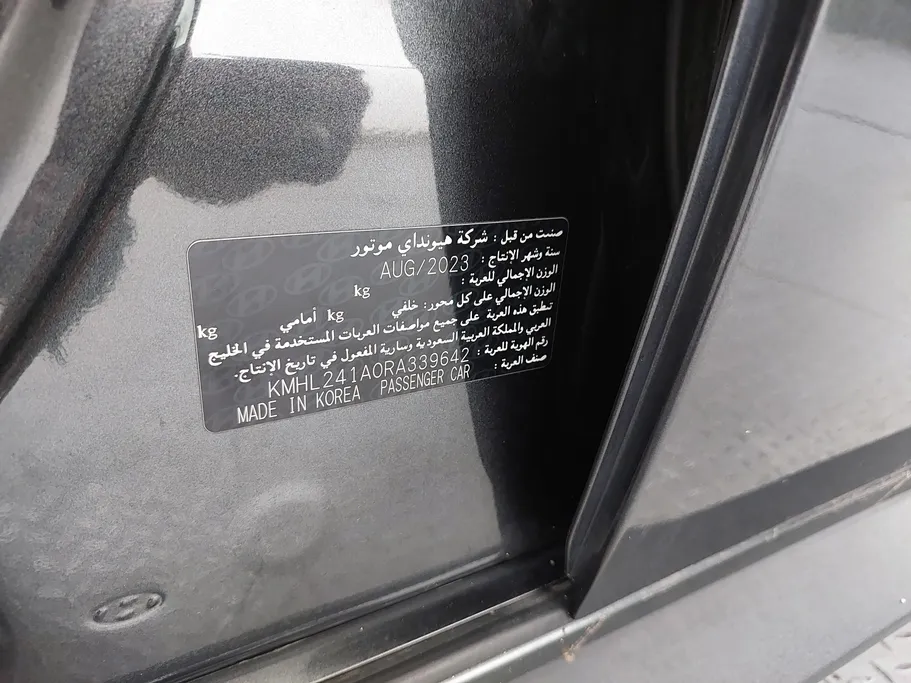 صنعت من قبل : شركة هيونداي موتور
سنة وشهر الإنتاج : AUG/2023
الوزن الإجمالي للعربة : kg
الوزن الإجمالي على كل محور: خلفي kg أمامي kg
تنطبق هذه العربة على جميع مواصفات العربات المستخدمة في الخليج
العربي والمملكة العربية السعودية وسارية المفعول في تاريخ الإنتاج.
رقم الهوية للعربة : KMHL241A0RA339642
صنف العربة : PASSENGER CAR
MADE IN KOREA